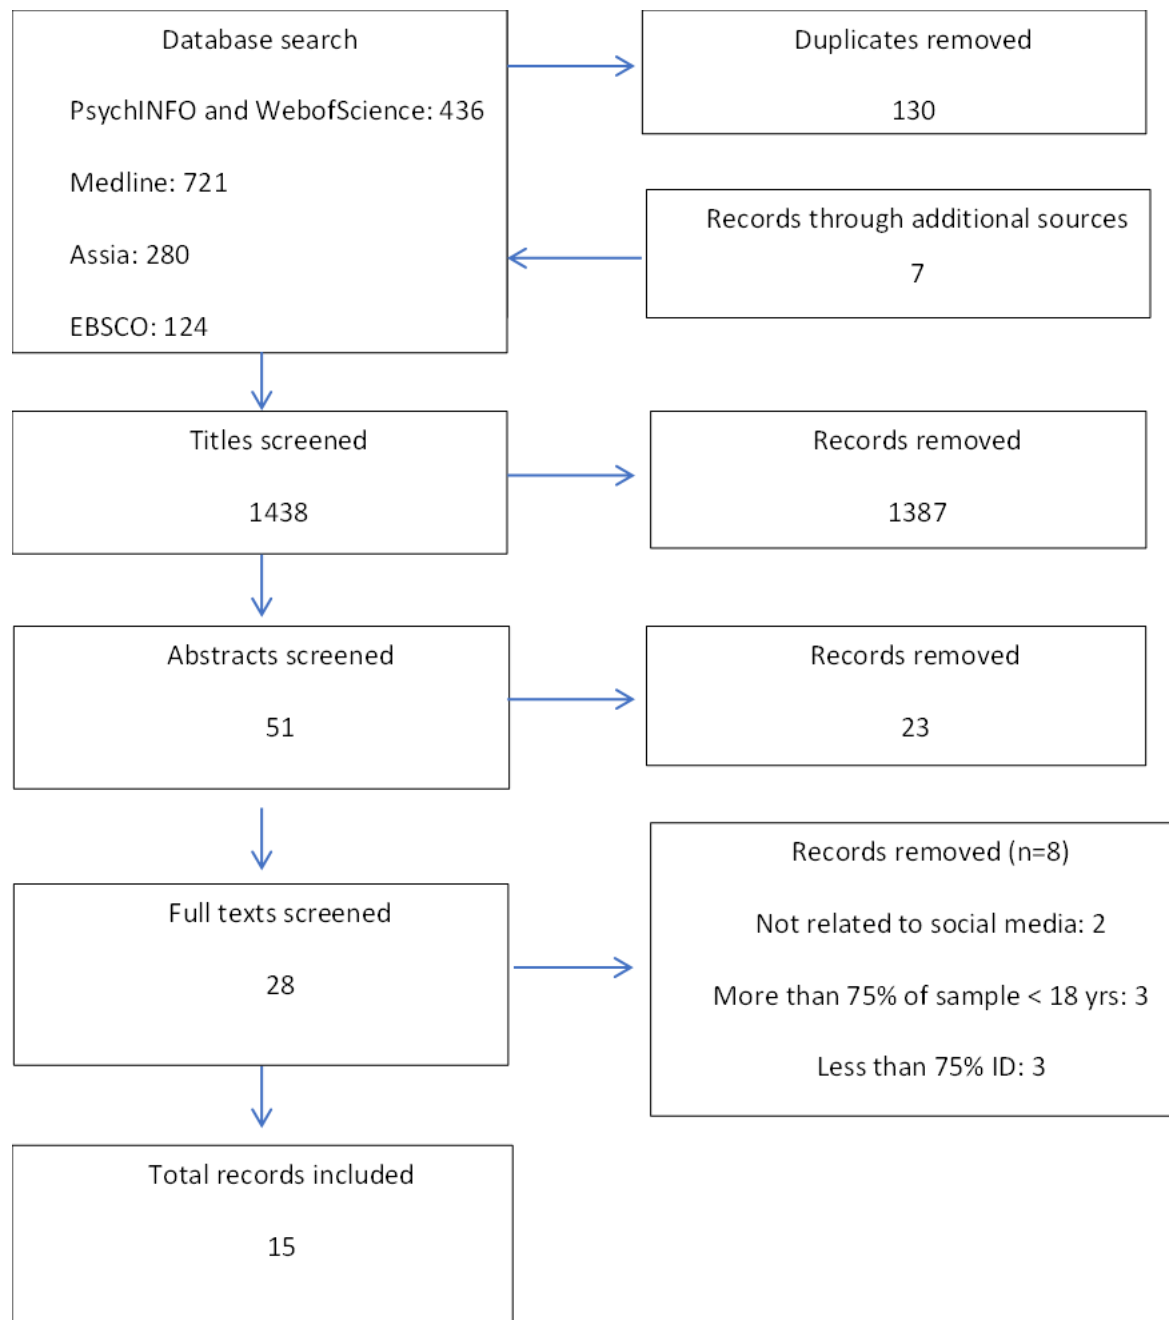 Database search
PsychINFO and WebofScience: 436
Medline: 721
Assia: 280
EBSCO: 124
Duplicates removed
130
Records through additional sources
7
Titles screened
1438
Records removed
1387
Abstracts screened
51
Records removed
23
Full texts screened
28
Records removed (n=8)
Not related to social media: 2
More than 75% of sample < 18 yrs: 3
Less than 75% ID: 3
Total records included
15